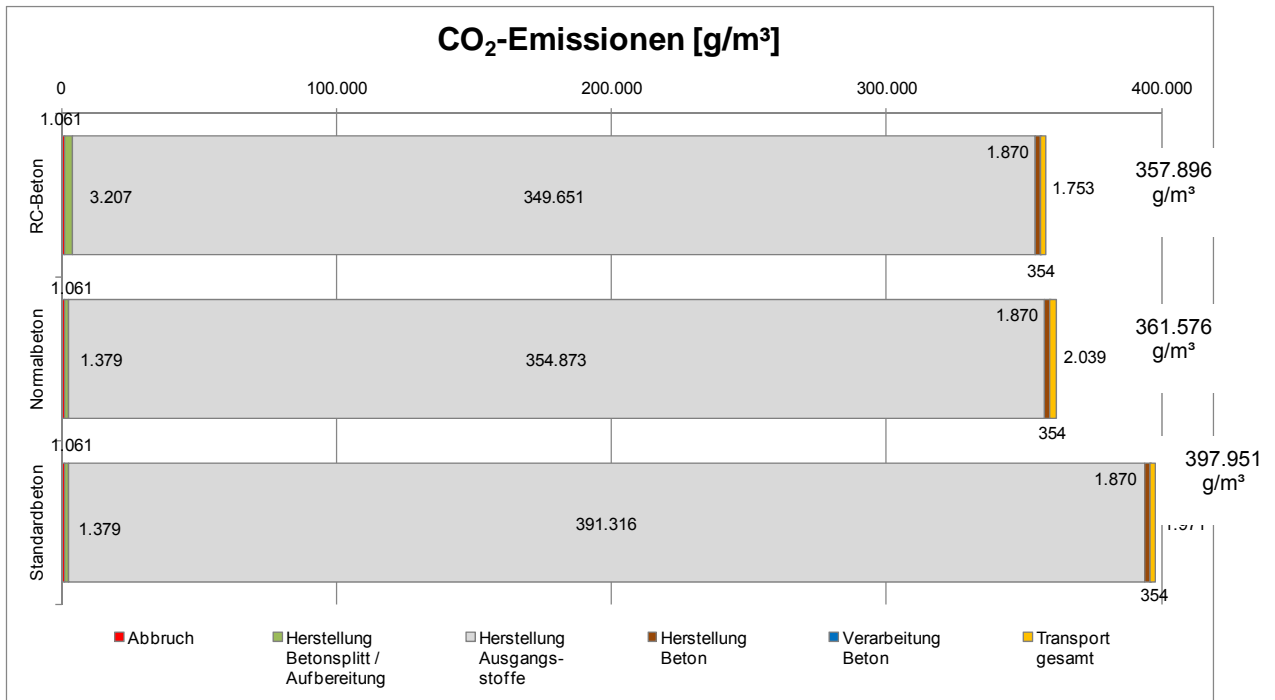 CO₂-Emissionen [g/m³]
0 100.000 200.000 300.000 400.000
RC-Beton
1.061
3.207
349.651
1.870
354
1.753
357.896
g/m³
Normalbeton
1.061
1.379
354.873
1.870
354
2.039
361.576
g/m³
Standardbeton
1.061
1.379
391.316
1.870
354
397.951
g/m³
Abbruch
Herstellung
Betonsplitt /
Aufbereitung
Herstellung
Ausgangs-
stoffe
Herstellung
Beton
Verarbeitung
Beton
Transport
gesamt